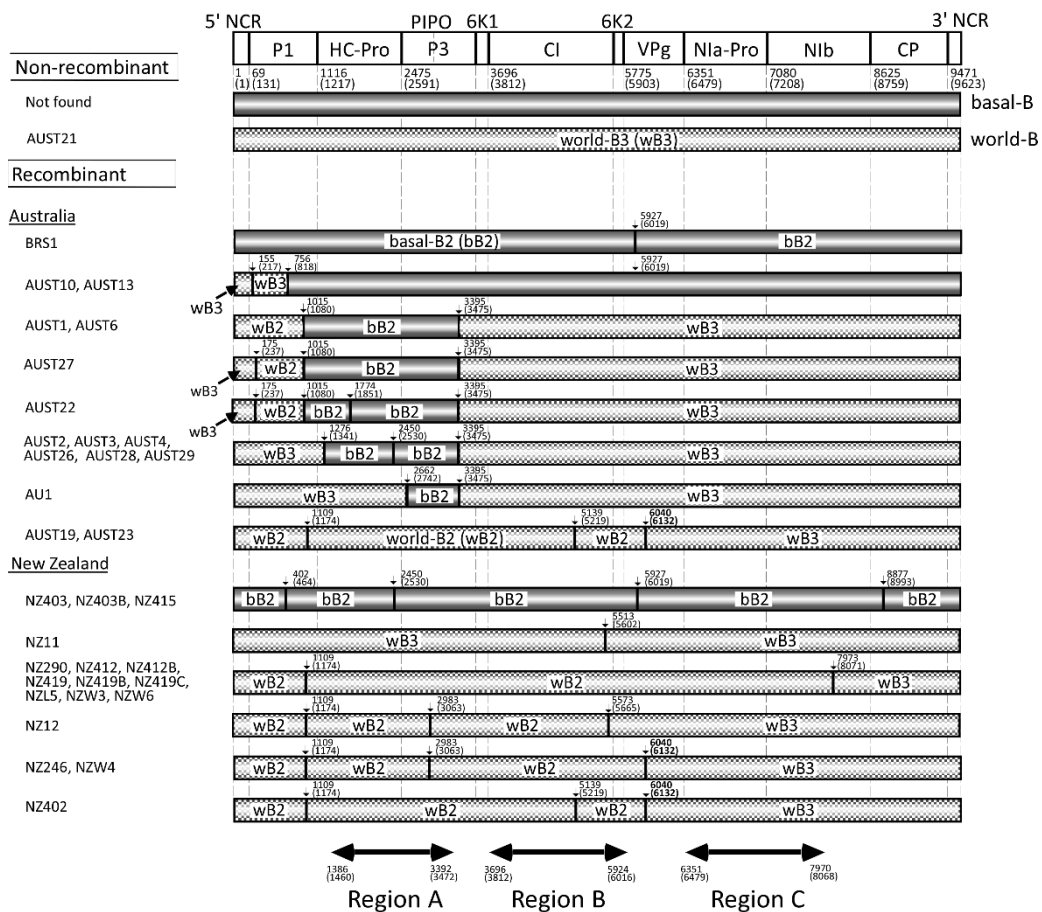 5' NCR PIPO 6K1 6K2 3' NCR
P1 HC-Pro P3 CI VPg NIa-Pro NIb CP
Non-recombinant
1 69 1116 2475 3696 5775 6351 7080 8625 9471
(1) (131) (1217) (2591) (3812) (5903) (6479) (7208) (8759) (9623)
Not found basal-B
AUST21 world-B3 (wB3) world-B
Recombinant
Australia
5927
(6019)
BRS1 basal-B2 (bB2) bB2
155 756 5927
(217) (818) (6019)
AUST10, AUST13 wB3
wB3
1015 3395
(1080) (3475)
AUST1, AUST6 wB2 bB2 wB3
175 1015 3395
(237) (1080) (3475)
AUST27 wB2 bB2 wB3
wB3
175 1015 1774 3395
(237) (1080) (1851) (3475)
AUST22 wB2 bB2 bB2 wB3
wB3
1276 2450 3395
(1341) (2530) (3475)
AUST2, AUST3, AUST4,
AUST26, AUST28, AUST29 wB3 bB2 bB2 wB3
2662 3395
(2742) (3475)
AU1 wB3 bB2 wB3
1109 5139 6040
(1174) (5219) (6132)
AUST19, AUST23 wB2 world-B2 (wB2) wB2 wB3
New Zealand
402 2450 5927 8877
(464) (2530) (6019) (8993)
NZ403, NZ403B, NZ415 bB2 bB2 bB2 bB2 bB2
5513
(5602)
NZ11 wB3 wB3
1109 7973
(1174) (8071)
NZ290, NZ412, NZ412B,
NZ419, NZ419B, NZ419C, wB2 wB2 wB3
NZL5, NZW3, NZW6
1109 2983 5573
(1174) (3063) (5665)
NZ12 wB2 wB2 wB2 wB3
1109 2983 6040
(1174) (3063) (6132)
NZ246, NZW4 wB2 wB2 wB2 wB3
1109 5139 6040
(1174) (5219) (6132)
NZ402 wB2 wB2 wB2 wB3
1386 3392 3696 5924 6351 7970
(1460) (3472) (3812) (6016) (6479) (8068)
Region A Region B Region C